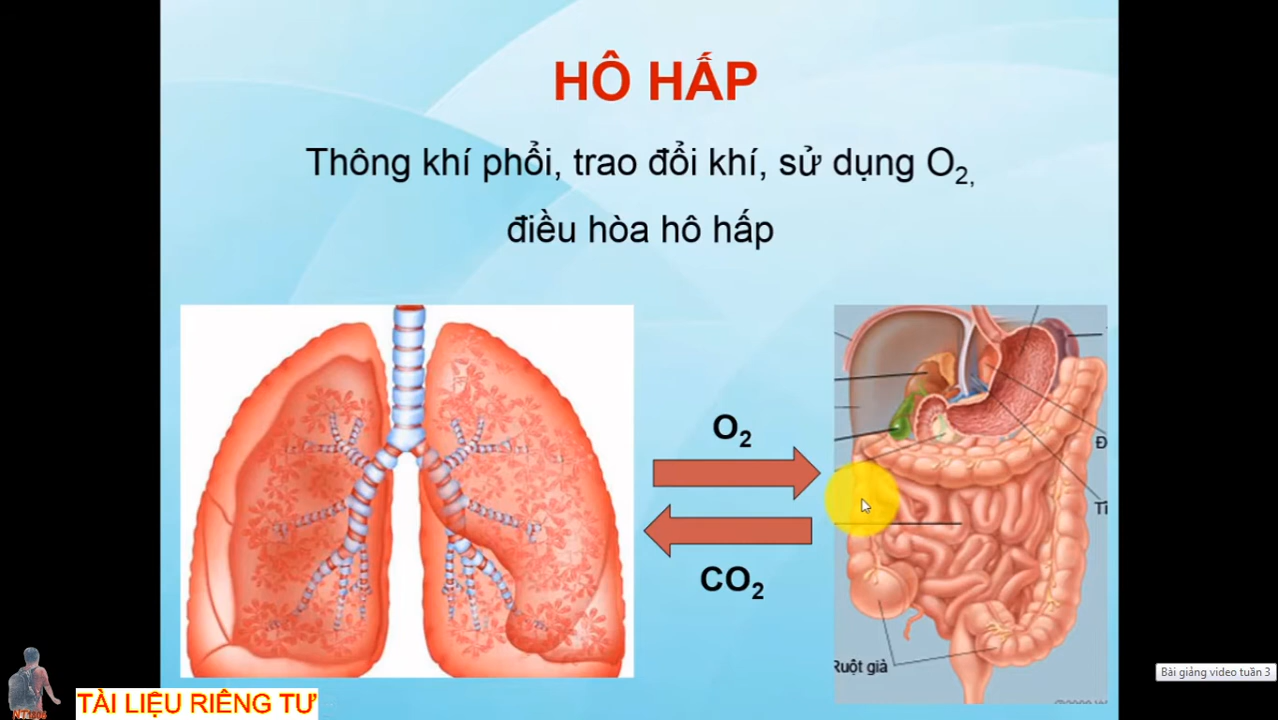 HÔ HẤP
Thông khí phổi, trao đổi khí, sử dụng O₂,
điều hòa hô hấp
O₂
CO₂
Đ
Ti
Ruột già
TÀI LIỆU RIÊNG TƯ
Bài giảng video tuần 3